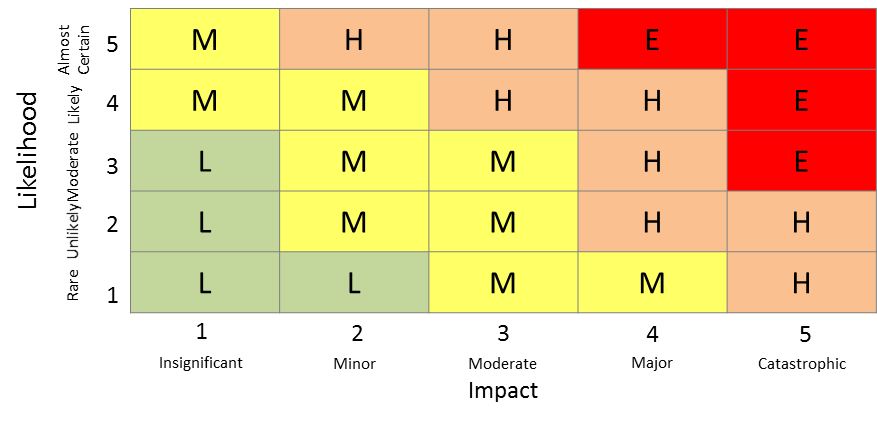 Likelihood
Almost
Certain
5
M
H
H
E
E
Likely
4
M
M
H
H
E
Moderate
3
L
M
M
H
E
Unlikely
2
L
M
M
H
H
Rare
1
L
L
M
M
H
1
2
3
4
5
Insignificant
Minor
Moderate
Major
Catastrophic
Impact